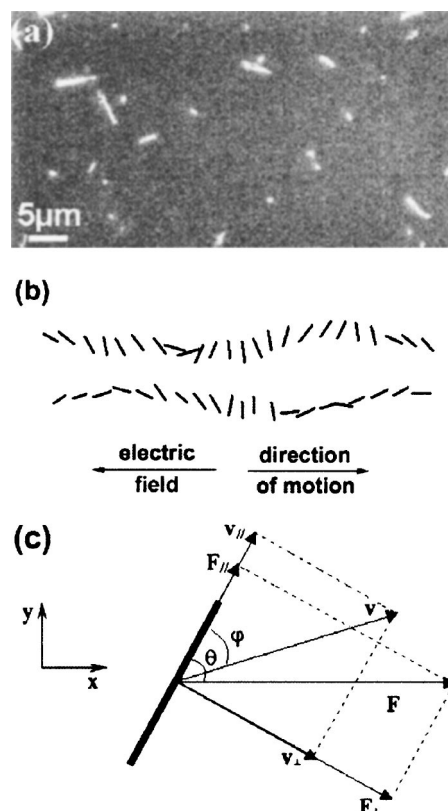 (a)
5μm
(b)
electric
field
direction
of motion
(c)
v//
F//
y
x
φ
θ
v
F
v⊥
F⊥